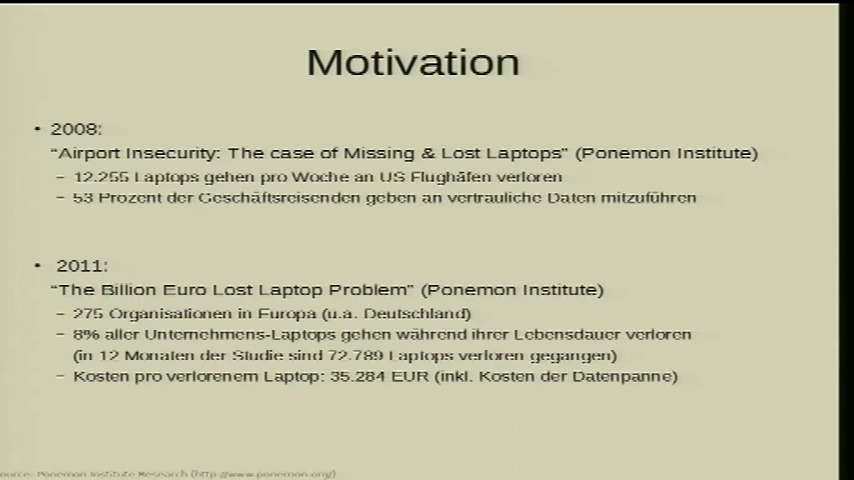 Motivation
• 2008:
“Airport Insecurity: The case of Missing & Lost Laptops” (Ponemon Institute)
– 12.255 Laptops gehen pro Woche an US Flughäfen verloren
– 53 Prozent der Geschäftsreisenden geben an vertrauliche Daten mitzuführen
• 2011:
“The Billion Euro Lost Laptop Problem” (Ponemon Institute)
– 275 Organisationen in Europa (u.a. Deutschland)
– 8% aller Unternehmens-Laptops gehen während ihrer Lebensdauer verloren
(in 12 Monaten der Studie sind 72.789 Laptops verloren gegangen)
– Kosten pro verlorenem Laptop: 35.284 EUR (inkl. Kosten der Datenpanne)
ource: Ponemon Institute Research (http://www.ponemon.org/)